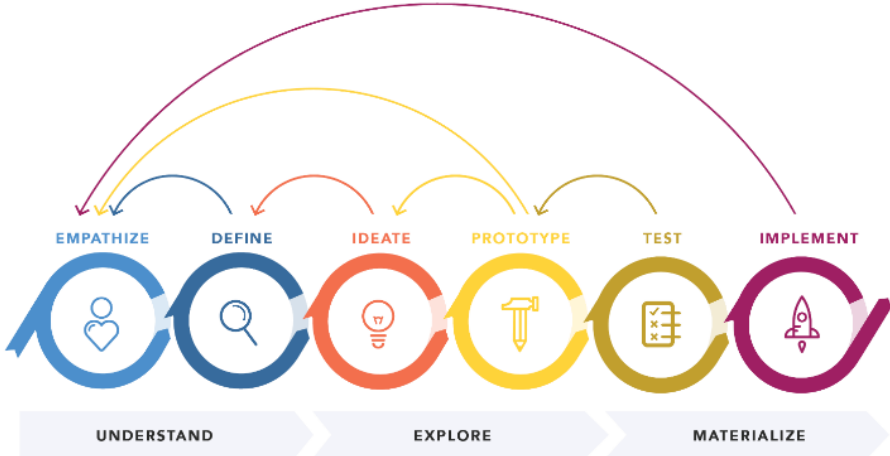 EMPATHIZE DEFINE IDEATE PROTOTYPE TEST IMPLEMENT
UNDERSTAND EXPLORE MATERIALIZE